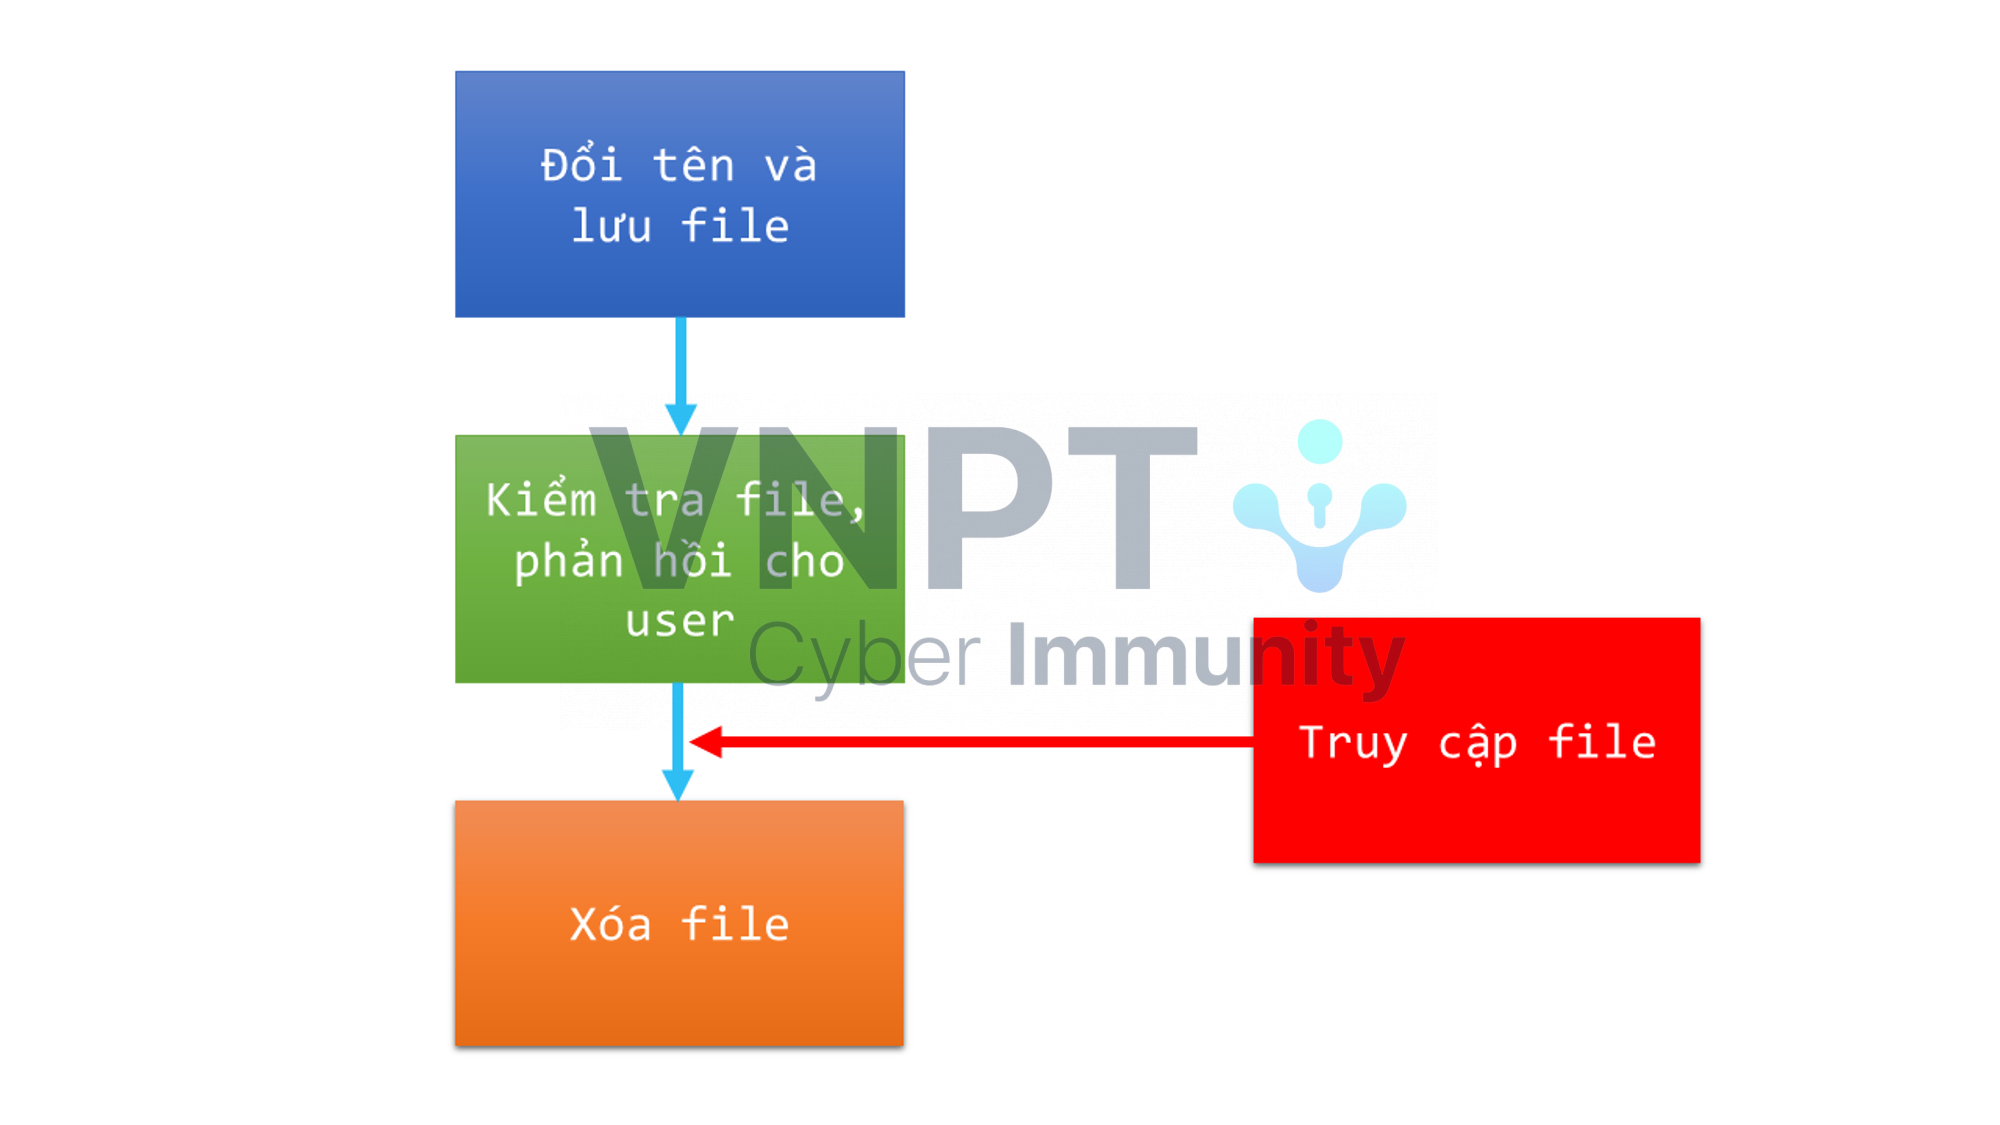 Đổi tên và
lưu file
Kiểm tra file,
phản hồi cho
user
VNPT
Cyber Immunity
Truy cập file
Xóa file